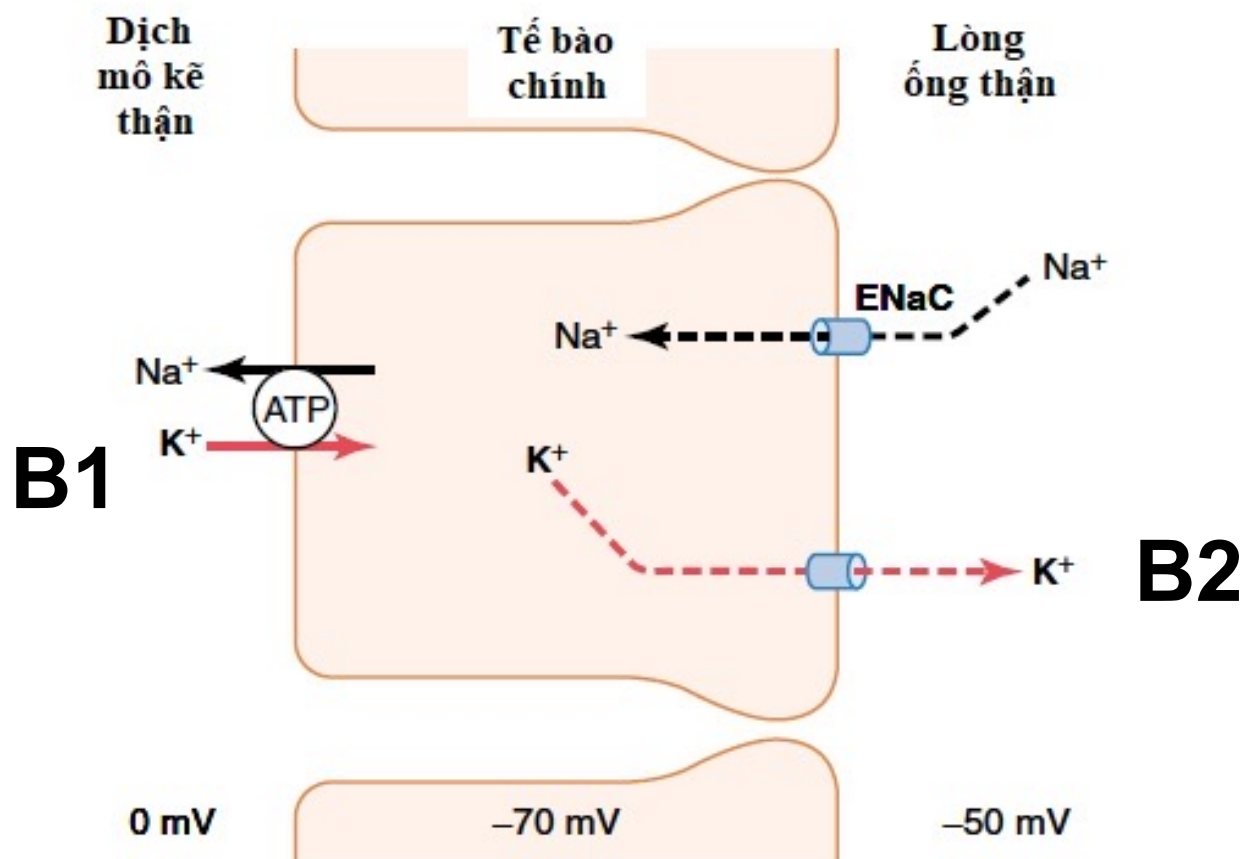 Dịch
mô kẽ
thận
Tế bào
chính
Lòng
ống thận
Na⁺
ENaC
Na⁺
Na⁺
ATP
K⁺
B1
K⁺
K⁺
B2
0 mV
–70 mV
–50 mV